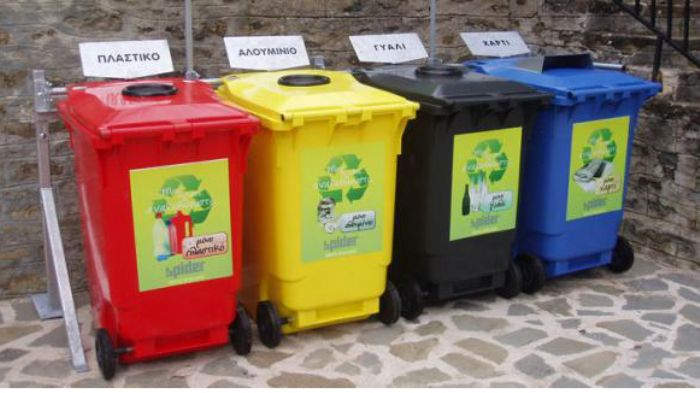 ΠΛΑΣΤΙΚΟ
ΑΛΟΥΜΙΝΙΟ
ΓΥΑΛΙ
ΧΑΡΤΙ
μόνο
πλαστικό
spider
μόνο
αλουμίνιο
spider
μόνο
γυαλί
spider
μόνο
χαρτί
spider